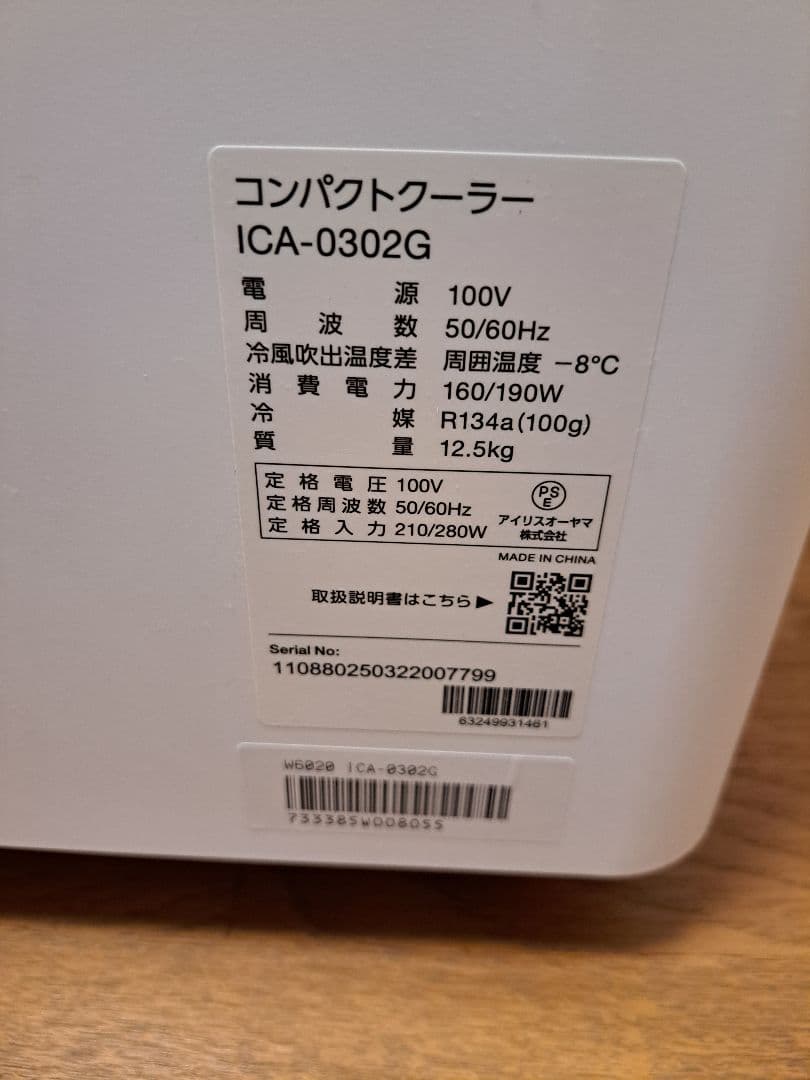 コンパクトクーラー
ICA-0302G
電源 100V
周波数 50/60Hz
冷風吹出温度差 周囲温度 －8℃
消費電力 160/190W
冷媒 R134a(100g)
質量 12.5kg
定格電圧 100V
定格周波数 50/60Hz
定格入力 210/280W
PS
E
アイリスオーヤマ
株式会社
MADE IN CHINA
取扱説明書はこちら▶
Serial No:
110880250322007799
63249931461
W6020 ICA-0302G
733385W008055